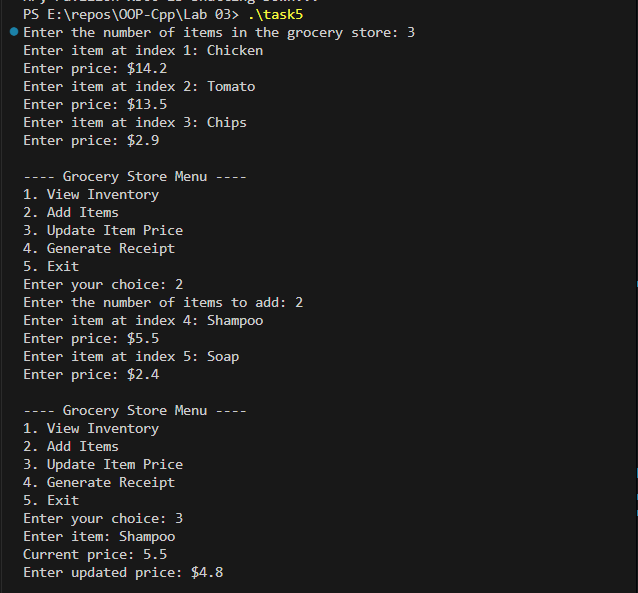 PS E:\repos\OOP-Cpp\Lab 03> .\task5
Enter the number of items in the grocery store: 3
Enter item at index 1: Chicken
Enter price: $14.2
Enter item at index 2: Tomato
Enter price: $13.5
Enter item at index 3: Chips
Enter price: $2.9
---- Grocery Store Menu ----
1. View Inventory
2. Add Items
3. Update Item Price
4. Generate Receipt
5. Exit
Enter your choice: 2
Enter the number of items to add: 2
Enter item at index 4: Shampoo
Enter price: $5.5
Enter item at index 5: Soap
Enter price: $2.4
---- Grocery Store Menu ----
1. View Inventory
2. Add Items
3. Update Item Price
4. Generate Receipt
5. Exit
Enter your choice: 3
Enter item: Shampoo
Current price: 5.5
Enter updated price: $4.8